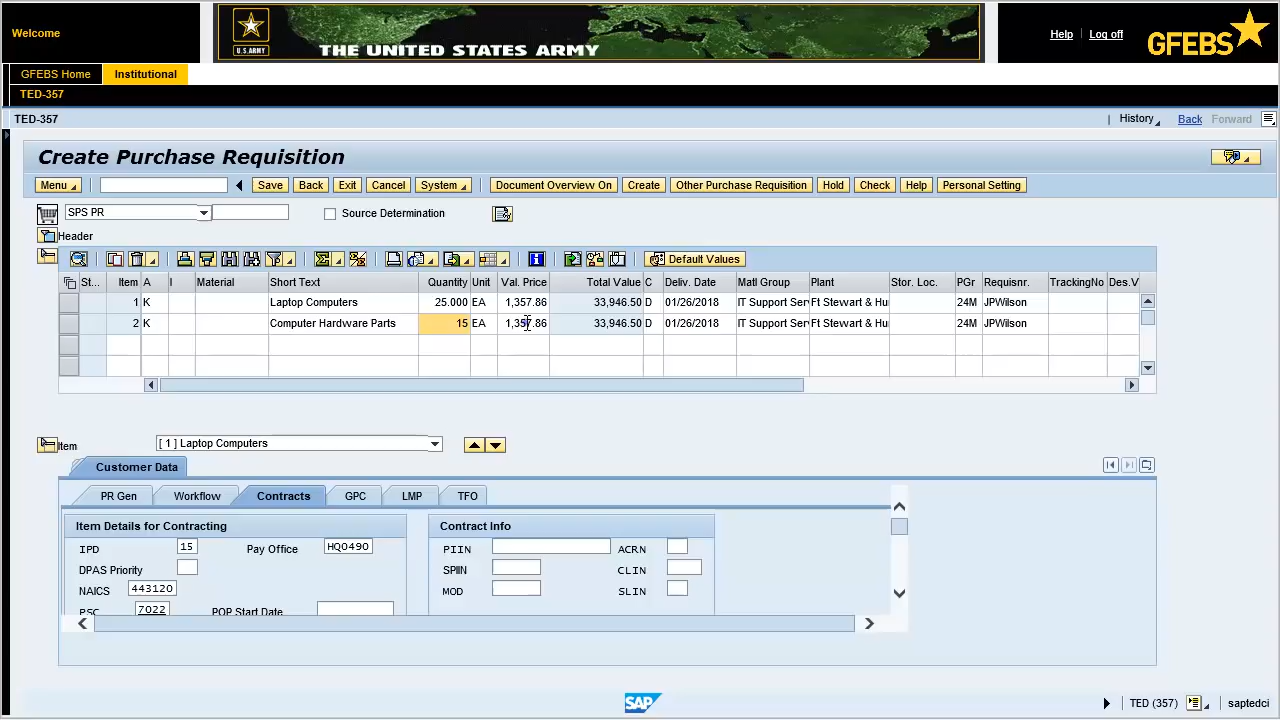 Welcome
U.S.ARMY
THE UNITED STATES ARMY
Help | Log off
GFEBS
GFEBS Home Institutional
TED-357
TED-357 | History Back Forward
Create Purchase Requisition
Menu Save Back Exit Cancel System Document Overview On Create Other Purchase Requisition Hold Check Help Personal Setting
SPS PR Source Determination
Header
Default Values
St... Item A I Material Short Text Quantity Unit Val. Price Total Value C Deliv. Date Matl Group Plant Stor. Loc. PGr Requisnr. TrackingNo Des.V
1 K Laptop Computers 25.000 EA 1,357.86 33,946.50 D 01/26/2018 IT Support Serv Ft Stewart & Hu 24M JPWilson
2 K Computer Hardware Parts 15 EA 1,357.86 33,946.50 D 01/26/2018 IT Support Serv Ft Stewart & Hu 24M JPWilson
Item [ 1 ] Laptop Computers
Customer Data
PR Gen Workflow Contracts GPC LMP TFO
Item Details for Contracting Contract Info
IPD 15 Pay Office HQ0490 PIIN ACRN
DPAS Priority SPIIN CLIN
NAICS 443120 MOD SLIN
PSC 7022 POP Start Date
SAP TED (357) saptedci